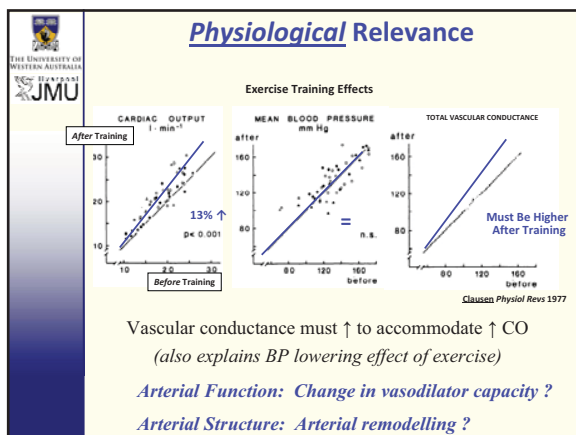 Physiological Relevance
THE UNIVERSITY OF
WESTERN AUSTRALIA
liverpool
JMU
Exercise Training Effects
CARDIAC OUTPUT
l · min⁻¹
After Training
30
20
10
13% ↑
p< 0.001
10
20
30
Before Training
MEAN BLOOD PRESSURE
mm Hg
after
160
120
80
=
n.s.
80
120
160
before
TOTAL VASCULAR CONDUCTANCE
after
160
120
80
Must Be Higher
After Training
80
120
160
before
Clausen Physiol Revs 1977
Vascular conductance must ↑ to accommodate ↑ CO
(also explains BP lowering effect of exercise)
Arterial Function: Change in vasodilator capacity ?
Arterial Structure: Arterial remodelling ?